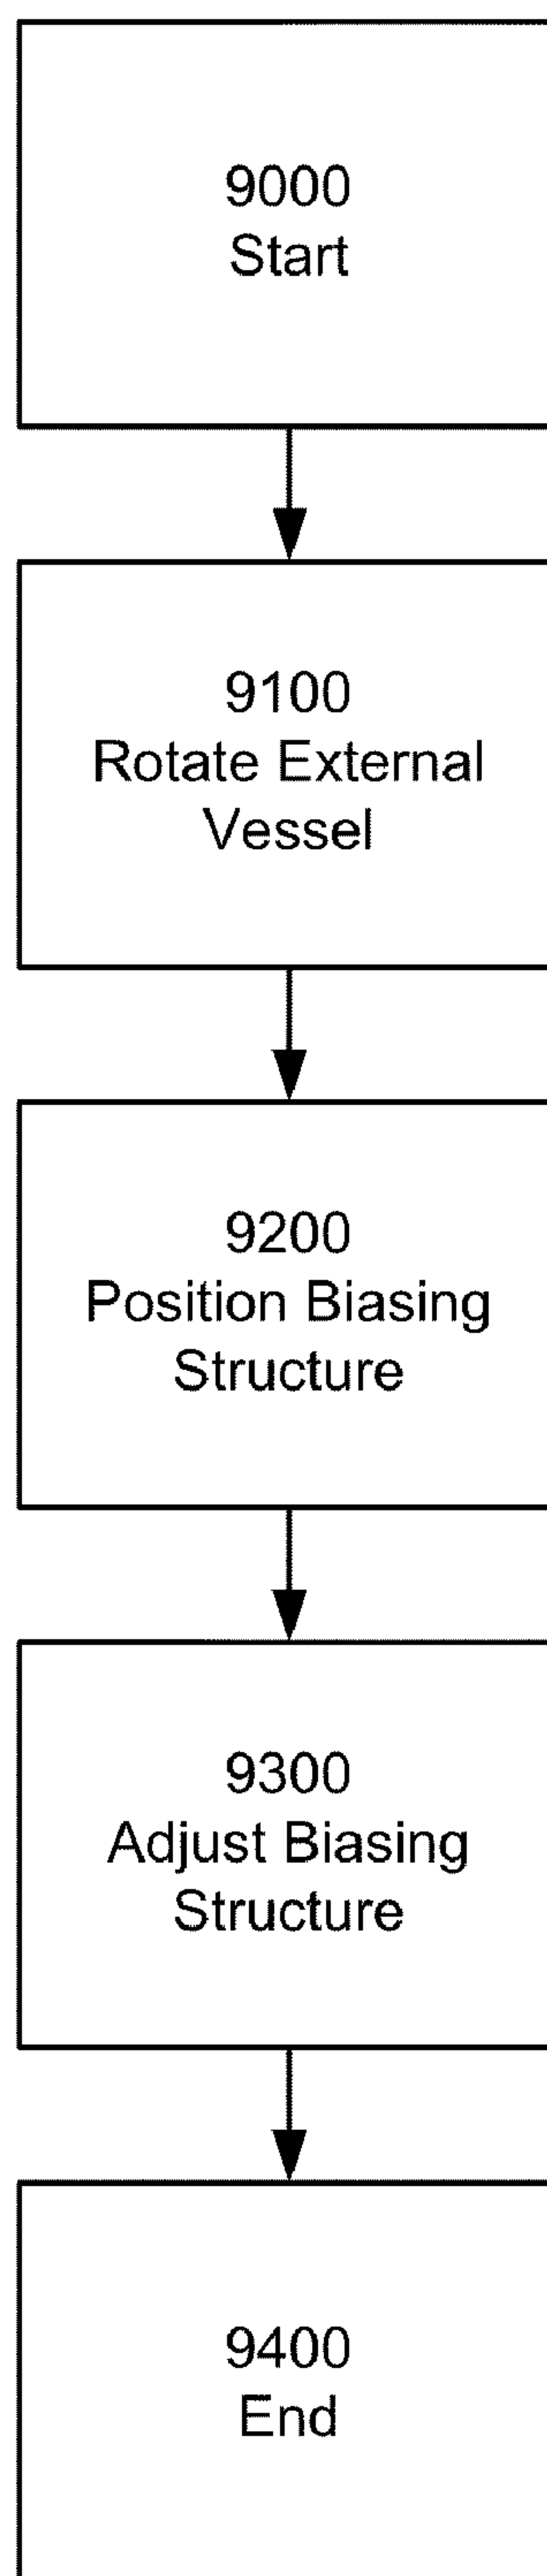 9000
Start
9100
Rotate External
Vessel
9200
Position Biasing
Structure
9300
Adjust Biasing
Structure
9400
End